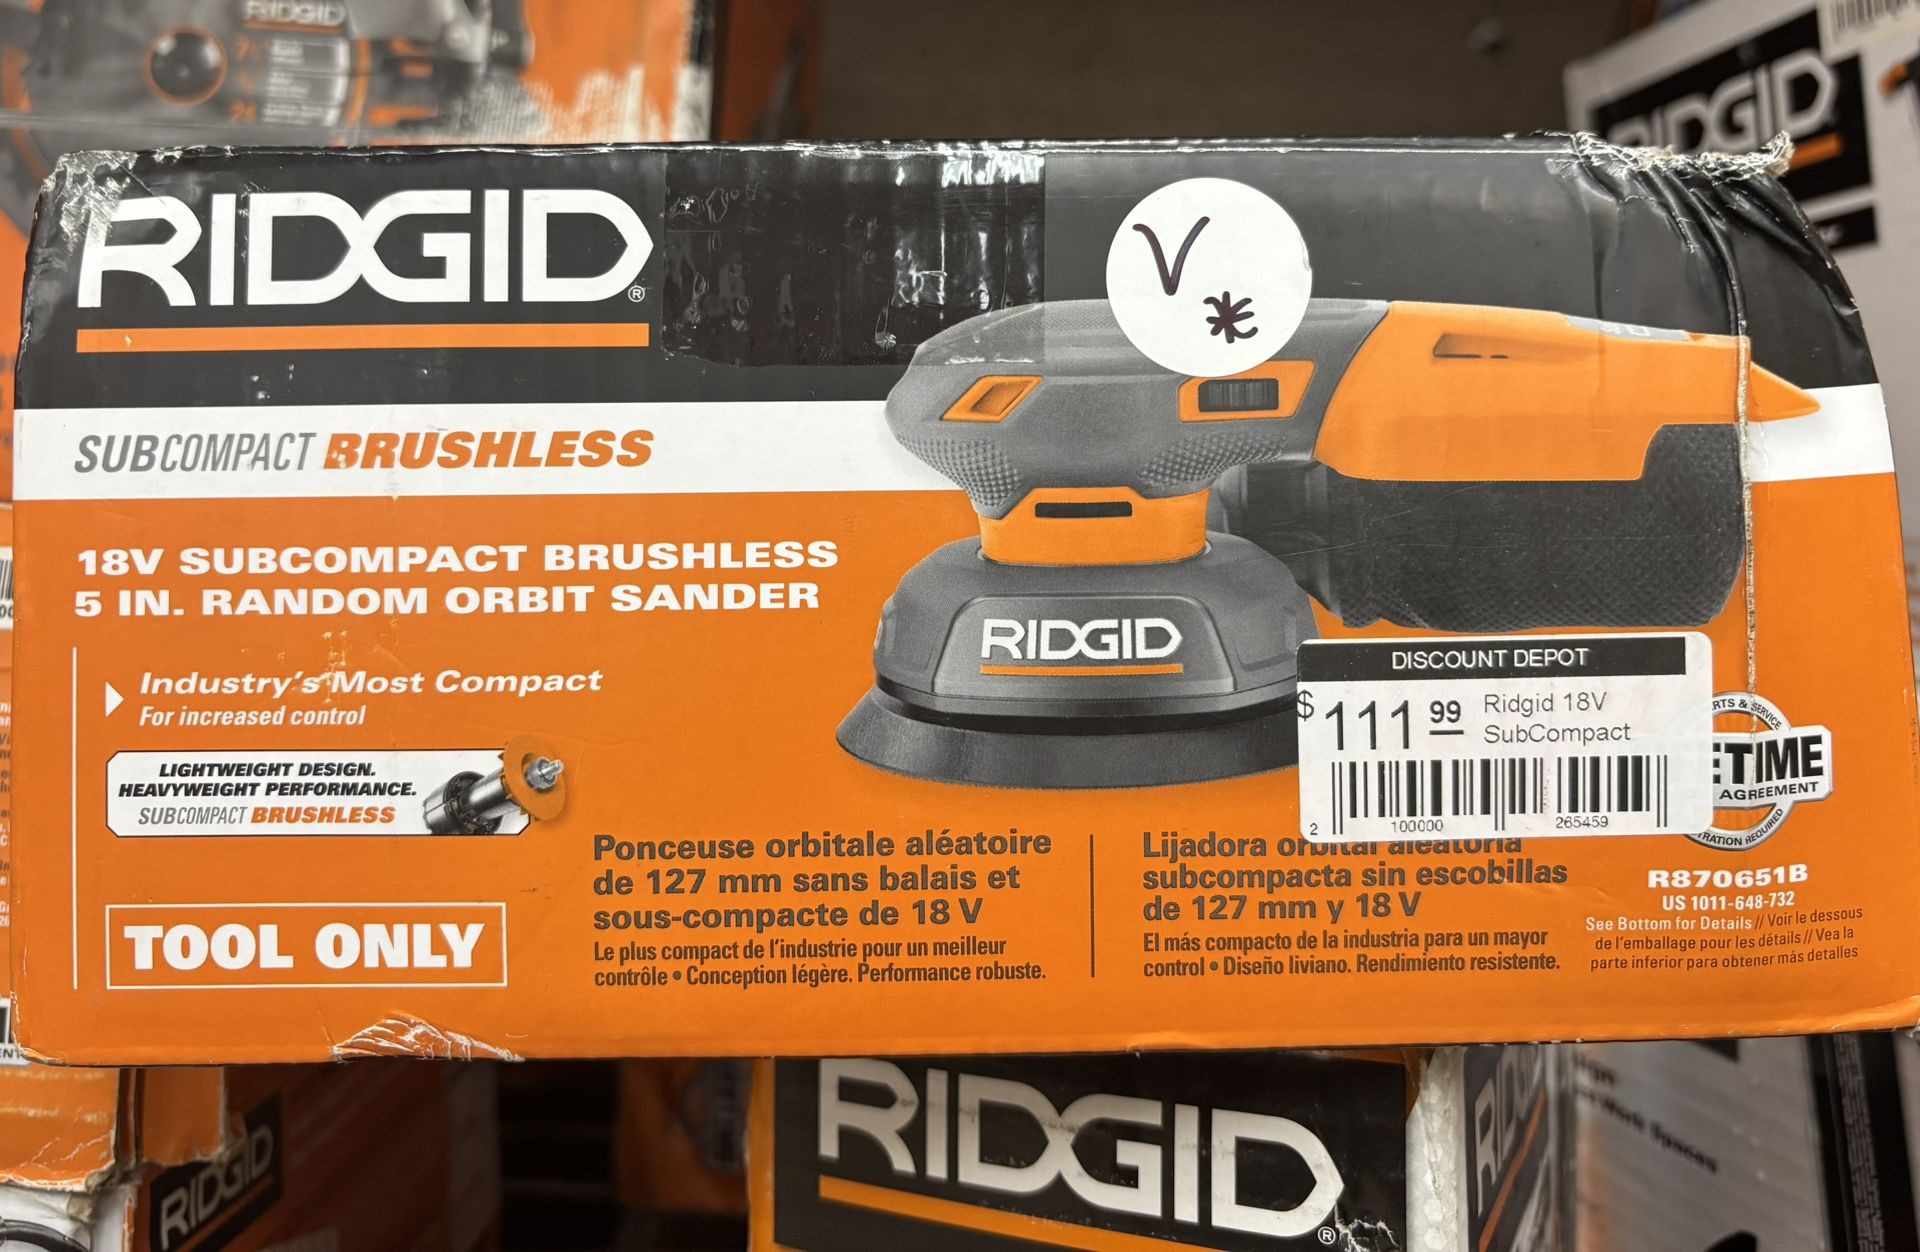 RIDGID
RIDGID
RIDGID®
V
*
SUBCOMPACT BRUSHLESS
18V SUBCOMPACT BRUSHLESS
5 IN. RANDOM ORBIT SANDER
Industry's Most Compact
For increased control
LIGHTWEIGHT DESIGN.
HEAVYWEIGHT PERFORMANCE.
SUBCOMPACT BRUSHLESS
TOOL ONLY
RIDGID
DISCOUNT DEPOT
$ 111 99
Ridgid 18V
SubCompact
2 100000 265459
& SERVICE
AGREEMENT
REQUIRED
Ponceuse orbitale aléatoire
de 127 mm sans balais et
sous-compacte de 18 V
Le plus compact de l'industrie pour un meilleur
contrôle • Conception légère. Performance robuste.
Lijadora orbital aleatoria
subcompacta sin escobillas
de 127 mm y 18 V
El más compacto de la industria para un mayor
control • Diseño liviano. Rendimiento resistente.
R870651B
US 1011-648-732
See Bottom for Details // Voir le dessous
de l'emballage pour les détails // Vea la
parte inferior para obtener más detalles
RIDGID
RIDGID®